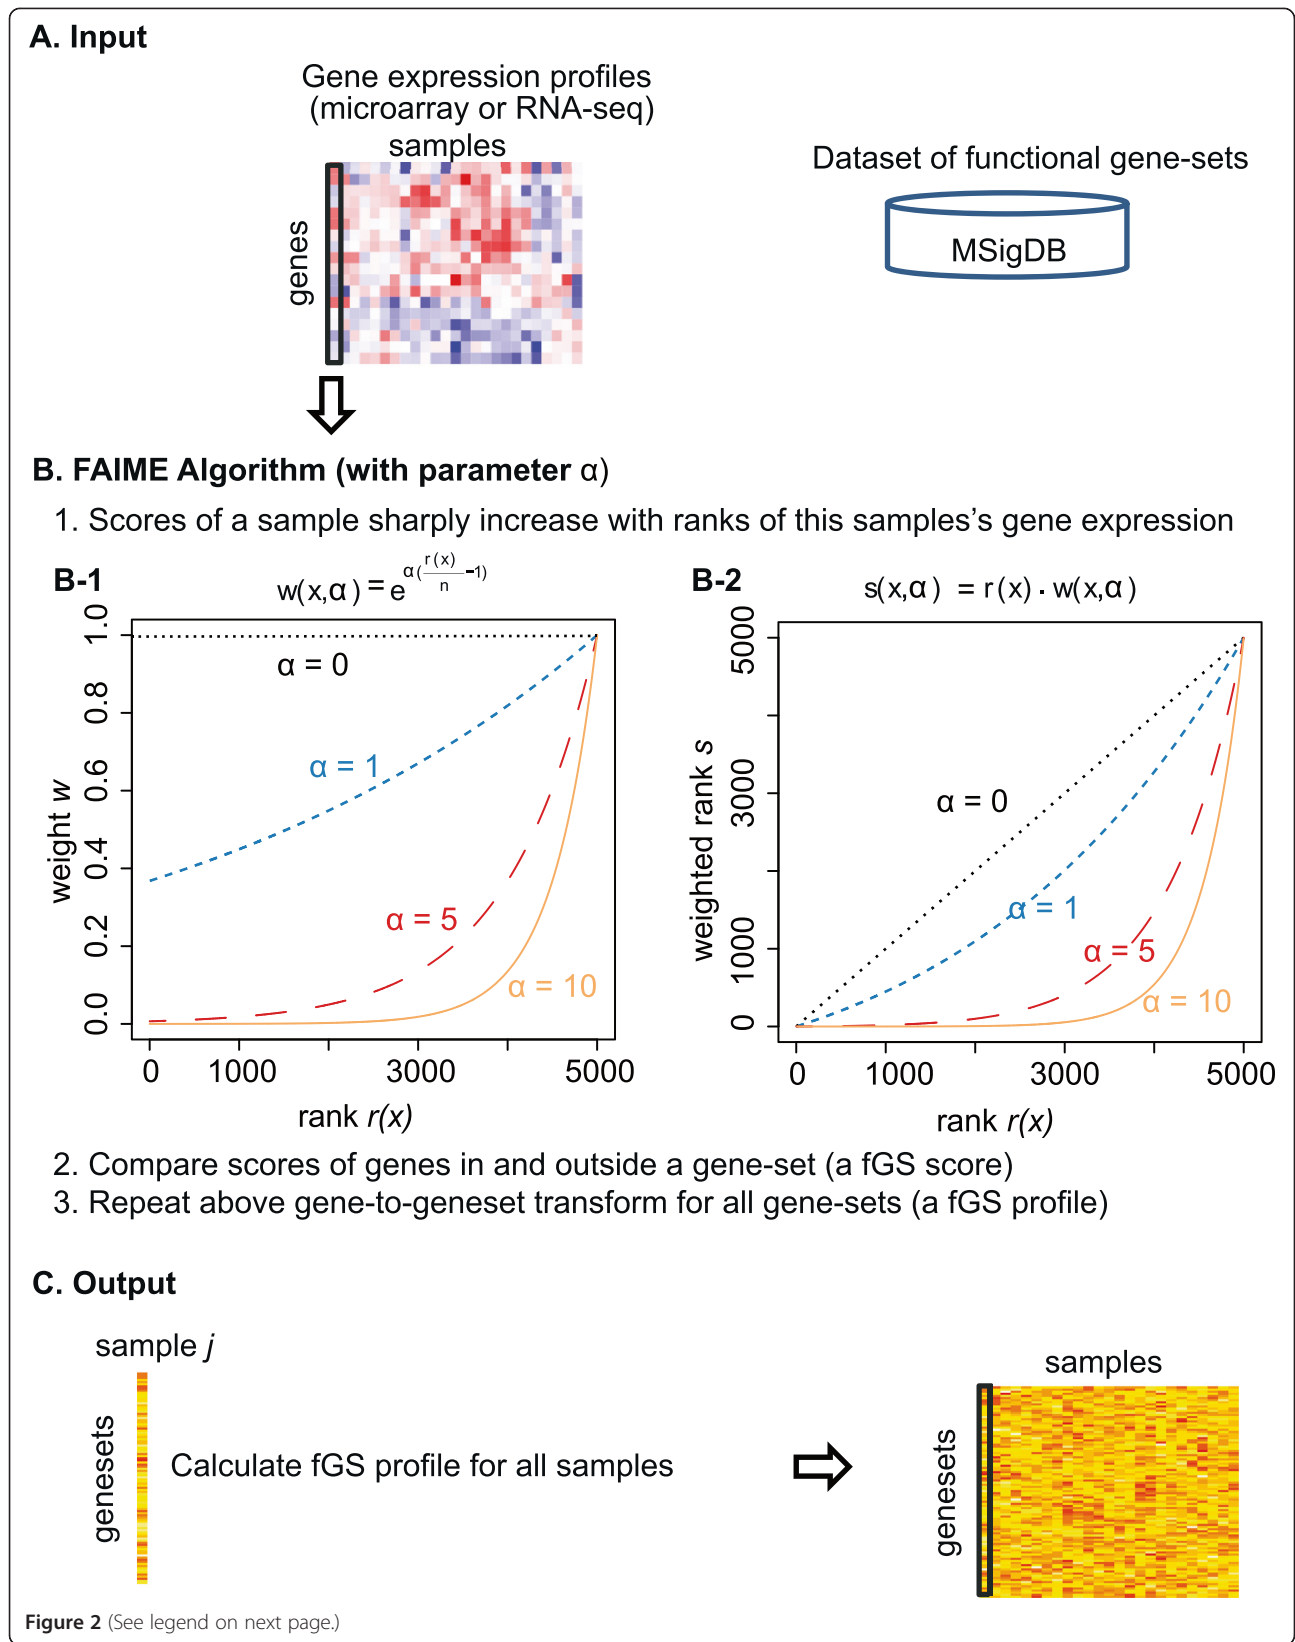 A. Input
Gene expression profiles
(microarray or RNA-seq)
samples
genes
Dataset of functional gene-sets
MSigDB
B. FAIME Algorithm (with parameter α)
1. Scores of a sample sharply increase with ranks of this samples's gene expression
B-1
w(x,α) = e^α(r(x)/n −1)
1.0
0.8
0.6
0.4
0.2
0.0
weight w
α = 0
α = 1
α = 5
α = 10
0 1000 3000 5000
rank r(x)
B-2
s(x,α) = r(x) · w(x,α)
5000
3000
1000
0
weighted rank s
α = 0
α = 1
α = 5
α = 10
0 1000 3000 5000
rank r(x)
2. Compare scores of genes in and outside a gene-set (a fGS score)
3. Repeat above gene-to-geneset transform for all gene-sets (a fGS profile)
C. Output
sample j
genesets
Calculate fGS profile for all samples
samples
genesets
Figure 2 (See legend on next page.)